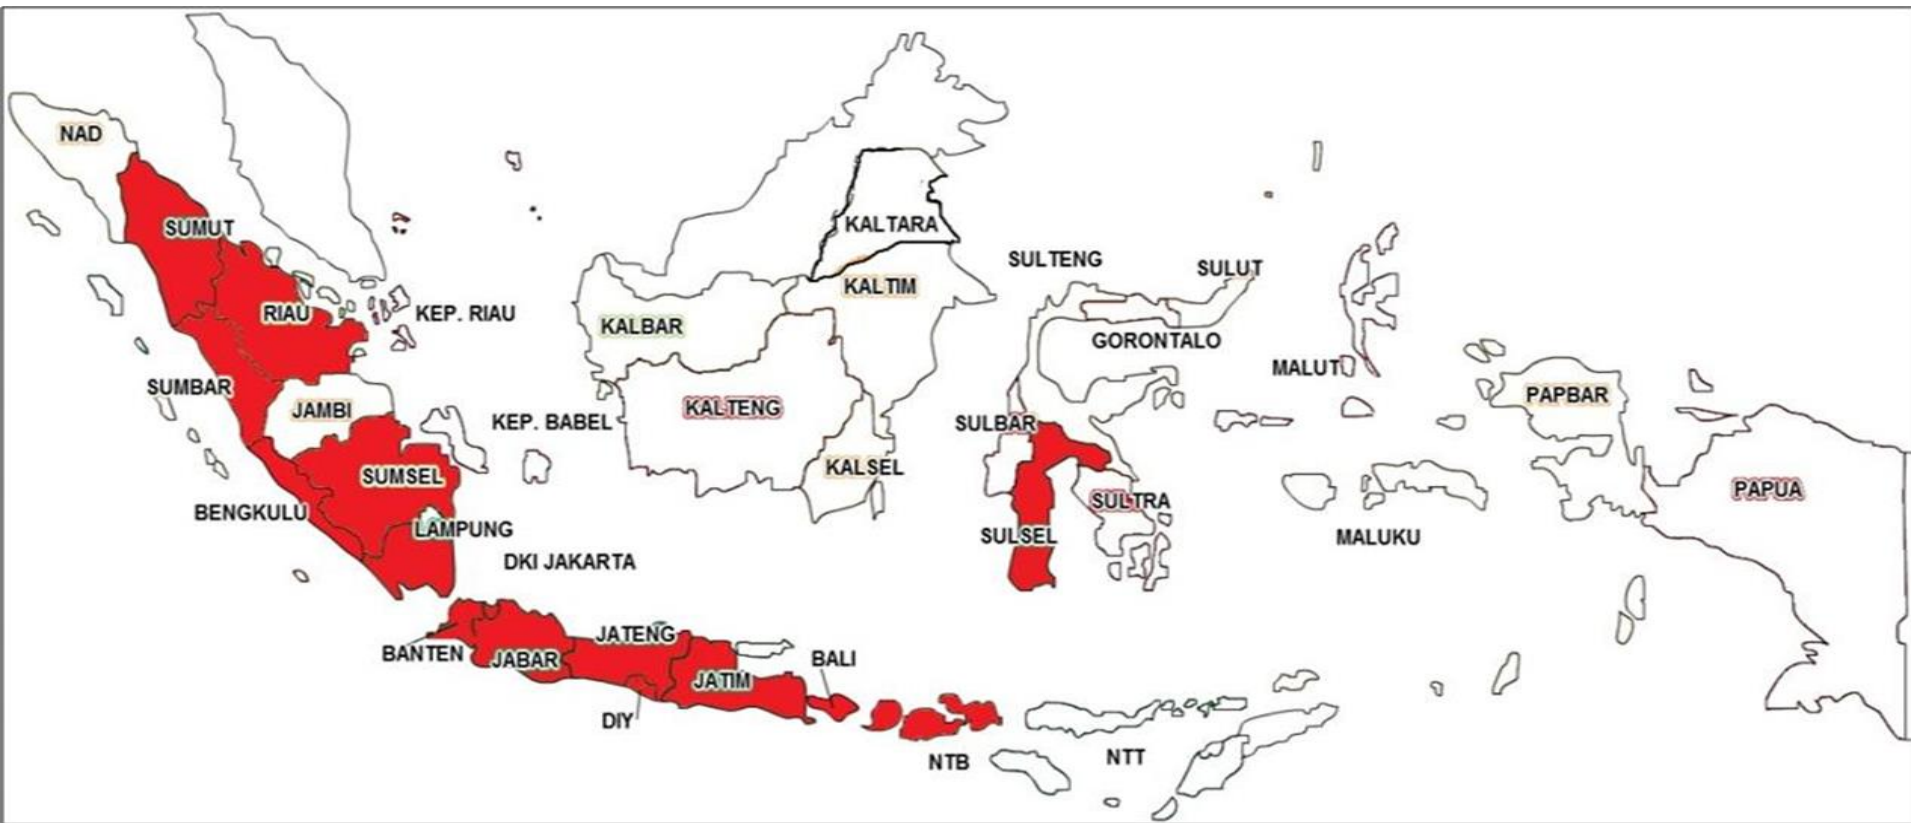 NAD
SUMUT
RIAU
KEP. RIAU
SUMBAR
JAMBI
KEP. BABEL
SUMSEL
BENGKULU
LAMPUNG
DKI JAKARTA
BANTEN
JABAR
JATENG
DIY
JATIM
BALI
NTB
NTT
KALBAR
KALTENG
KALSEL
KALTIM
KALTARA
SULTENG
SULUT
GORONTALO
SULBAR
SULTRA
SULSEL
MALUT
MALUKU
PAPBAR
PAPUA